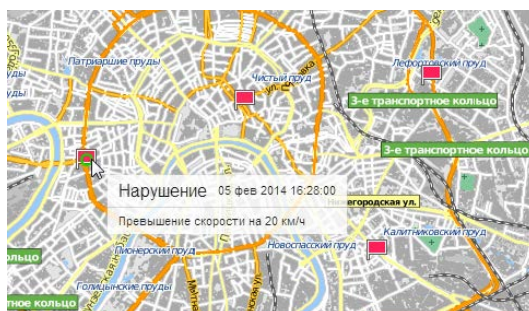 Патриаршие пруды
Лефортовский пруд
Чистый пруд
3-е транспортное кольцо
3-е транспортное кольцо
Нарушение 05 фев 2014 16:28:00
Превышение скорости на 20 км/ч
городская ул.
Калитниковский пруд
Новоспасский пруд
Пионерский пруд
Голицынские пруды